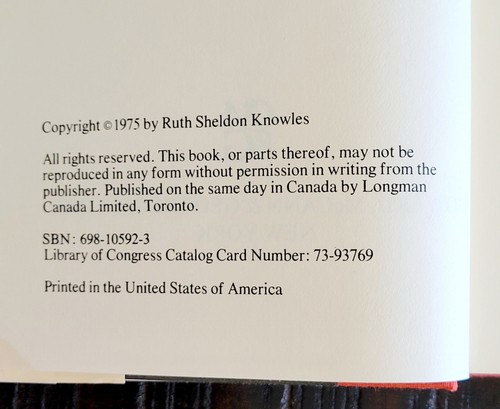 Copyright © 1975 by Ruth Sheldon Knowles
All rights reserved. This book, or parts thereof, may not be
reproduced in any form without permission in writing from the
publisher. Published on the same day in Canada by Longman
Canada Limited, Toronto.
SBN: 698-10592-3
Library of Congress Catalog Card Number: 73-93769
Printed in the United States of America